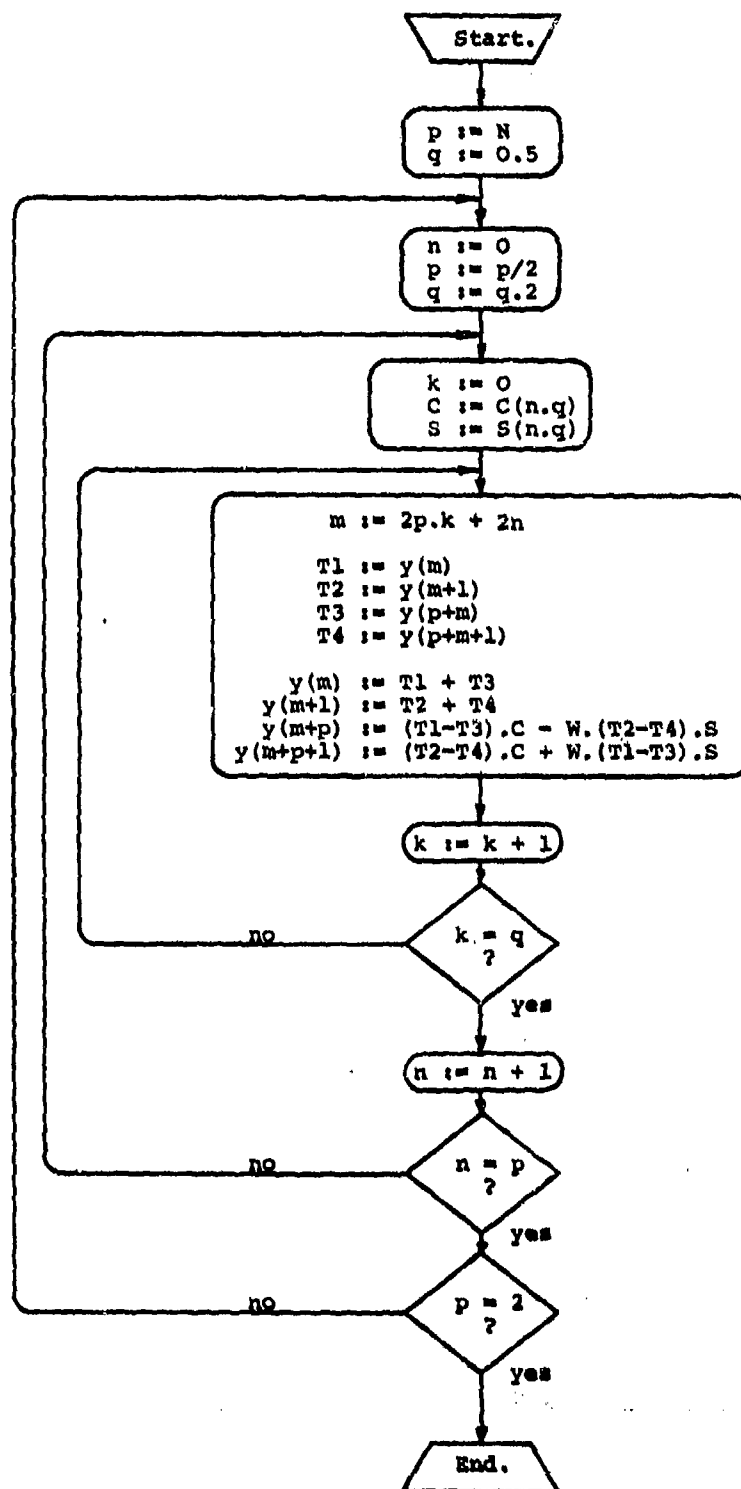 Start.
p := N
q := 0.5
n := 0
p := p/2
q := q.2
k := 0
C := C(n.q)
S := S(n.q)
m := 2p.k + 2n
T1 := y(m)
T2 := y(m+1)
T3 := y(p+m)
T4 := y(p+m+1)
y(m) := T1 + T3
y(m+1) := T2 + T4
y(m+p) := (T1-T3).C - W.(T2-T4).S
y(m+p+1) := (T2-T4).C + W.(T1-T3).S
k := k + 1
no
k = q
?
yes
n := n + 1
no
n = p
?
yes
no
p = 2
?
yes
End.